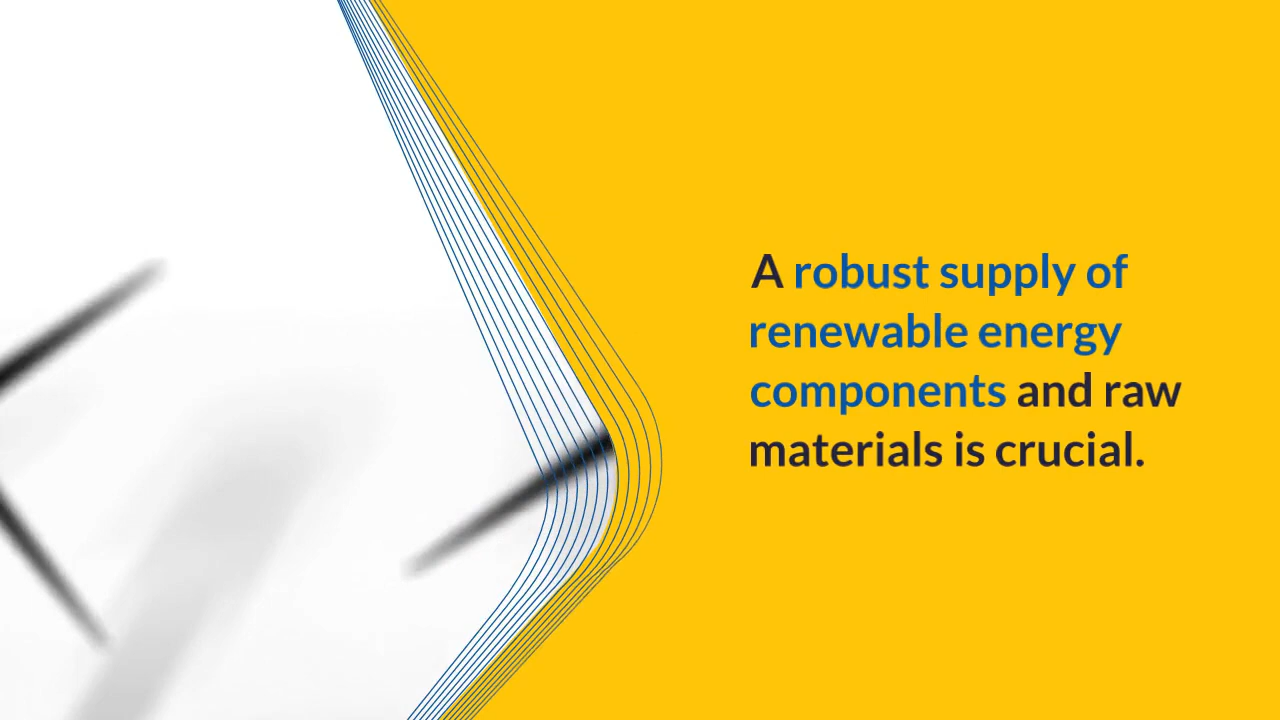 A robust supply of
renewable energy
components and raw
materials is crucial.